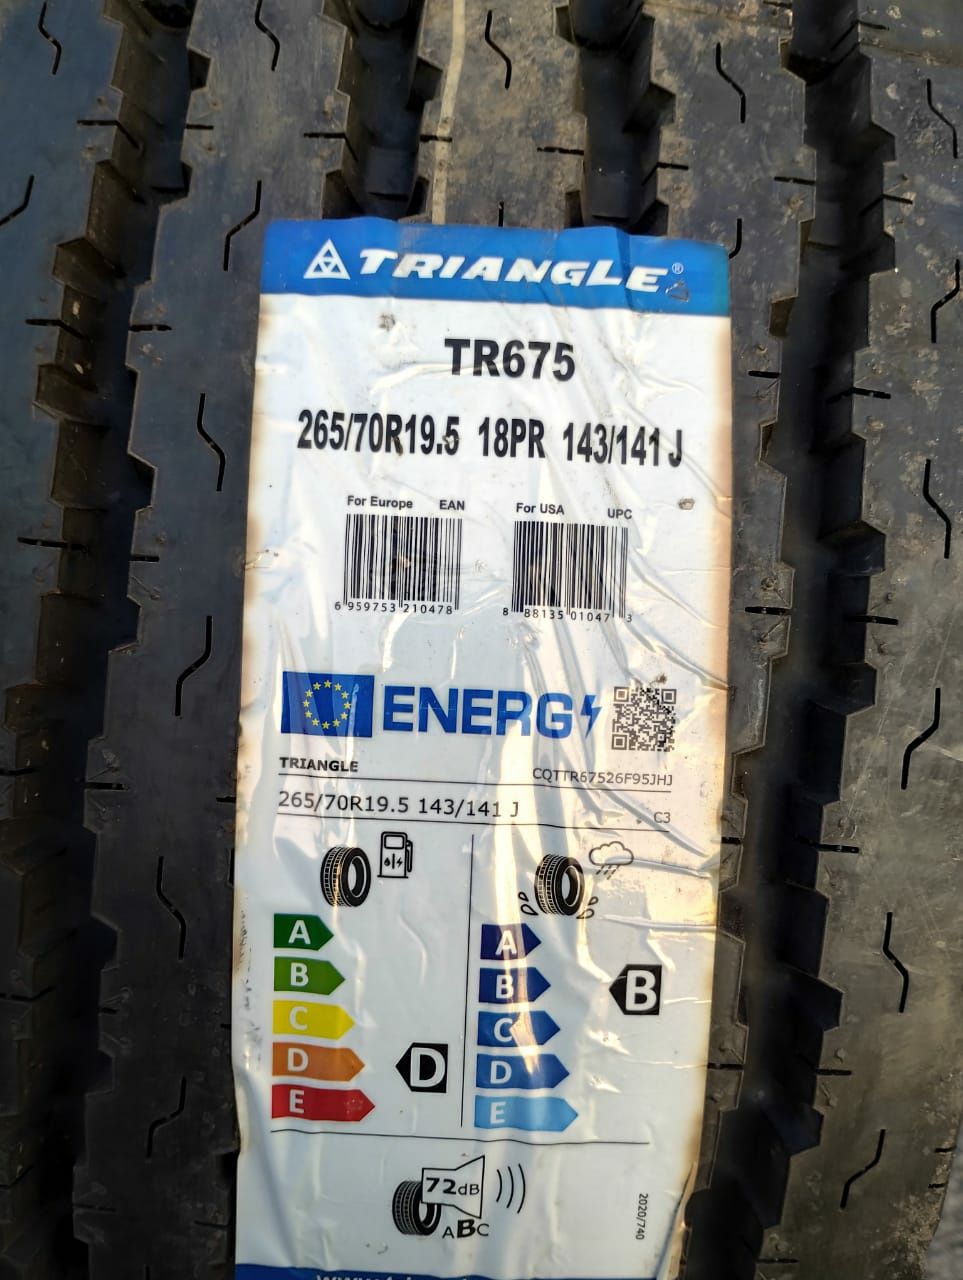 TRIANGLE®
TR675
265/70R19.5 18PR 143/141 J
For Europe EAN For USA UPC
6 959753 210478 8 88135 01047 3
ENERG
TRIANGLE CQTTR67526F95JHJ
265/70R19.5 143/141 J C3
A A
B B B
C C
D D D
E E
72dB
ABC
2020/740